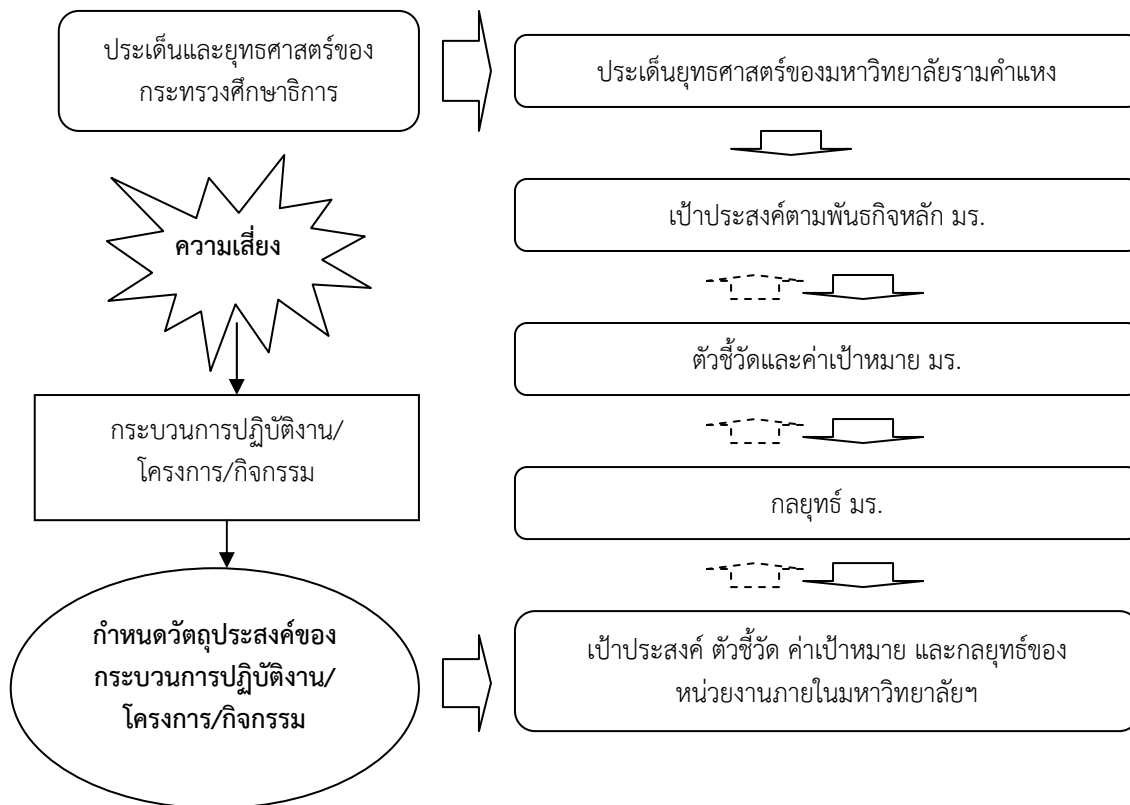 ประเด็นและยุทธศาสตร์ของ
กระทรวงศึกษาธิการ
ประเด็นยุทธศาสตร์ของมหาวิทยาลัยรามคำแหง
เป้าประสงค์ตามพันธกิจหลัก มร.
ความเสี่ยง
ตัวชี้วัดและค่าเป้าหมาย มร.
กระบวนการปฏิบัติงาน/
โครงการ/กิจกรรม
กลยุทธ์ มร.
กำหนดวัตถุประสงค์ของ
กระบวนการปฏิบัติงาน/
โครงการ/กิจกรรม
เป้าประสงค์ ตัวชี้วัด ค่าเป้าหมาย และกลยุทธ์ของ
หน่วยงานภายในมหาวิทยาลัยฯ